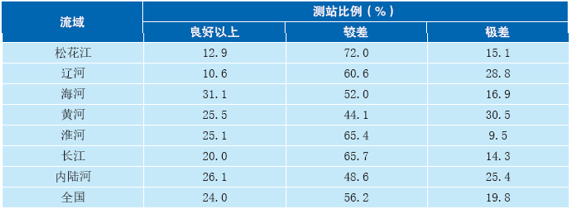 流域 测站比例（%）
良好以上 较差 极差
松花江 12.9 72.0 15.1
辽河 10.6 60.6 28.8
海河 31.1 52.0 16.9
黄河 25.5 44.1 30.5
淮河 25.1 65.4 9.5
长江 20.0 65.7 14.3
内陆河 26.1 48.6 25.4
全国 24.0 56.2 19.8